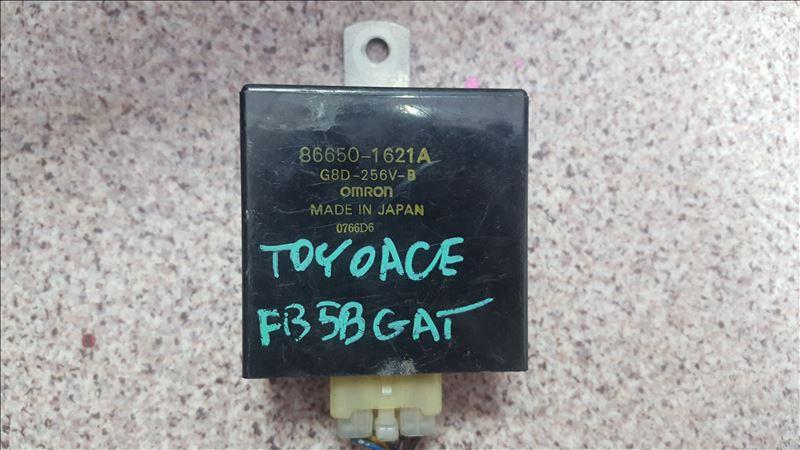 86650-1621A
G8D-256V-B
OMRON
MADE IN JAPAN
0766D6
TOYOACE
FB5BGAT